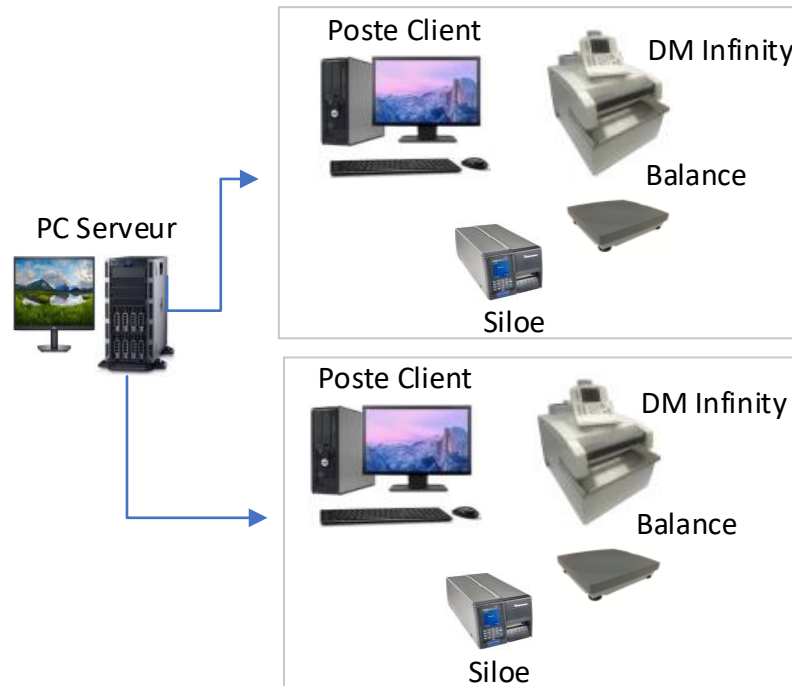 Poste Client
DM Infinity
Balance
PC Serveur
Siloe
Poste Client
DM Infinity
Balance
Siloe